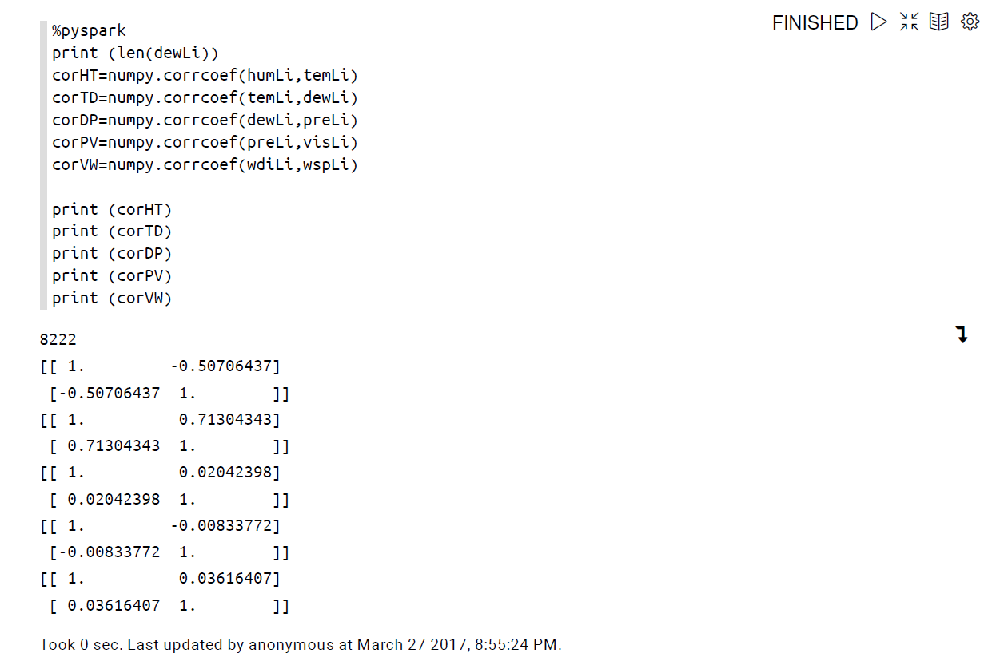 FINISHED
%pyspark
print (len(dewLi))
corHT=numpy.corrcoef(humLi,temLi)
corTD=numpy.corrcoef(temLi,dewLi)
corDP=numpy.corrcoef(dewLi,preLi)
corPV=numpy.corrcoef(preLi,visLi)
corVW=numpy.corrcoef(wdiLi,wspLi)

print (corHT)
print (corTD)
print (corDP)
print (corPV)
print (corVW)

8222
[[ 1.         -0.50706437]
 [-0.50706437  1.        ]]
[[ 1.          0.71304343]
 [ 0.71304343  1.        ]]
[[ 1.          0.02042398]
 [ 0.02042398  1.        ]]
[[ 1.         -0.00833772]
 [-0.00833772  1.        ]]
[[ 1.          0.03616407]
 [ 0.03616407  1.        ]]
Took 0 sec. Last updated by anonymous at March 27 2017, 8:55:24 PM.